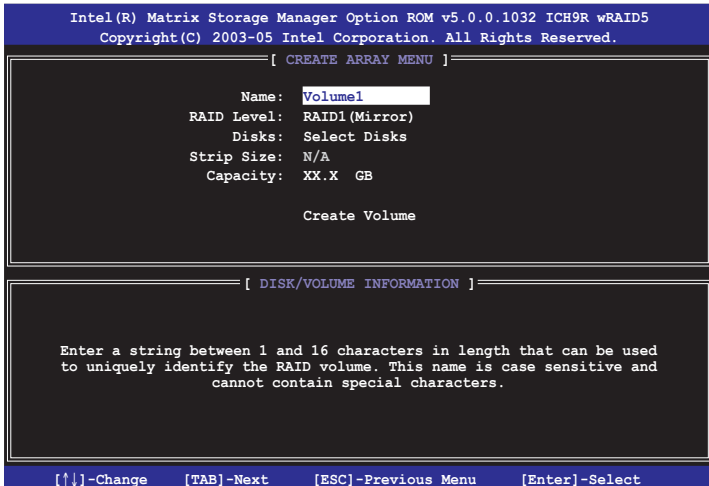 Intel(R) Matrix Storage Manager Option ROM v5.0.0.1032 ICH9R wRAID5
Copyright(C) 2003-05 Intel Corporation. All Rights Reserved.
[ CREATE ARRAY MENU ]
Name: Volume1
RAID Level: RAID1(Mirror)
Disks: Select Disks
Strip Size: N/A
Capacity: XX.X GB
Create Volume
[ DISK/VOLUME INFORMATION ]
Enter a string between 1 and 16 characters in length that can be used
to uniquely identify the RAID volume. This name is case sensitive and
cannot contain special characters.
[↑↓]-Change [TAB]-Next [ESC]-Previous Menu [Enter]-Select